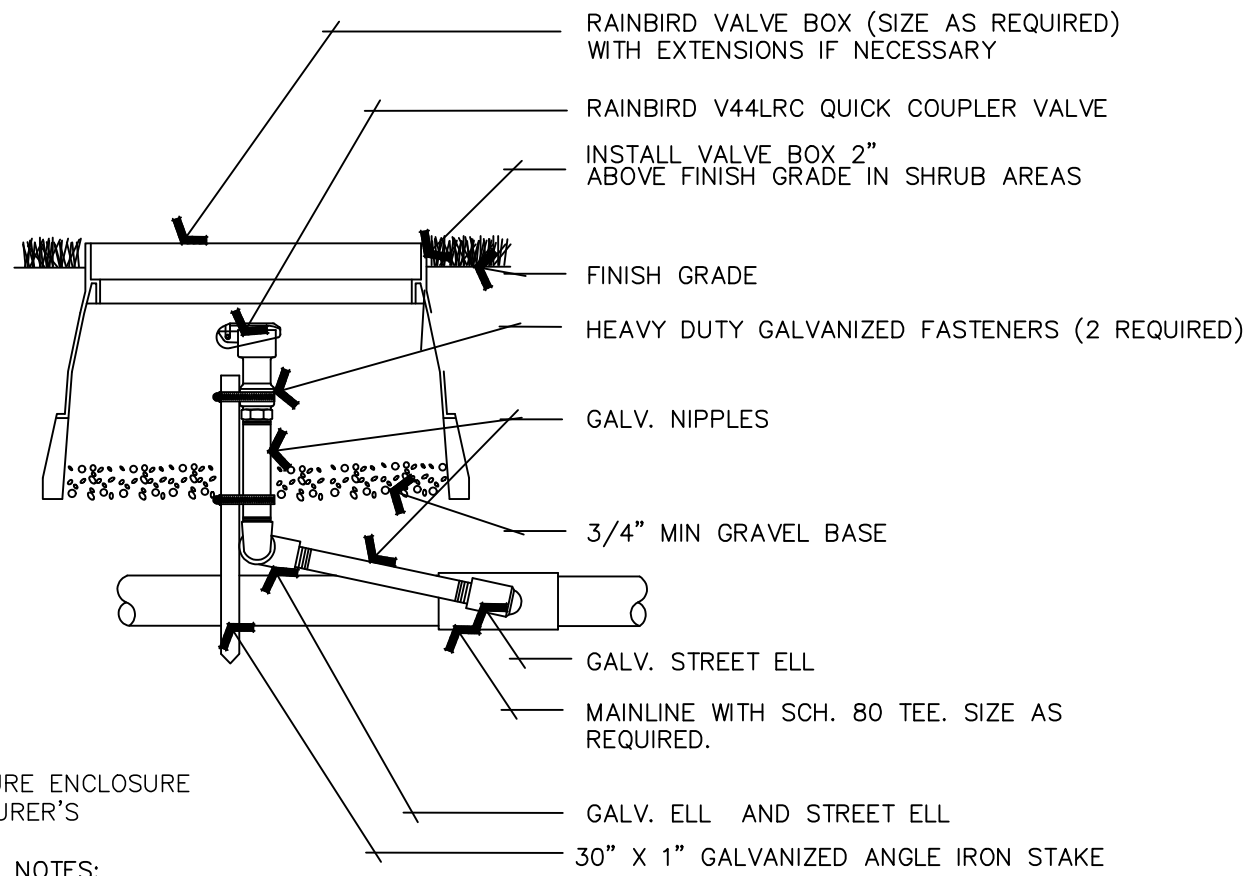 RAINBIRD VALVE BOX (SIZE AS REQUIRED)
WITH EXTENSIONS IF NECESSARY
RAINBIRD V44LRC QUICK COUPLER VALVE
INSTALL VALVE BOX 2"
ABOVE FINISH GRADE IN SHRUB AREAS
FINISH GRADE
HEAVY DUTY GALVANIZED FASTENERS (2 REQUIRED)
GALV. NIPPLES
3/4" MIN GRAVEL BASE
GALV. STREET ELL
MAINLINE WITH SCH. 80 TEE. SIZE AS
REQUIRED.
GALV. ELL AND STREET ELL
30" X 1" GALVANIZED ANGLE IRON STAKE
URE ENCLOSURE
URER'S
NOTES: